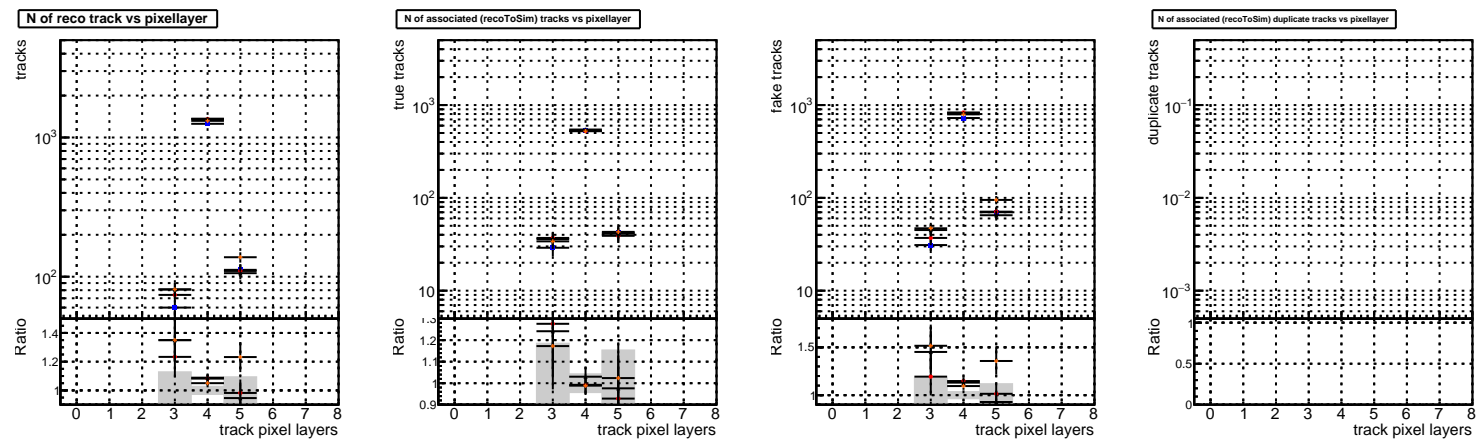 N of reco track vs pixellayer
tracks
10³
10²
Ratio
1.4
1.2
1
0 1 2 3 4 5 6 7 8
track pixel layers
N of associated (recoToSim) tracks vs pixellayer
true tracks
10³
10²
10
Ratio
1.3
1.2
1.1
1
0.9
0 1 2 3 4 5 6 7 8
track pixel layers
fake tracks
10³
10²
10
Ratio
1.5
1
0 1 2 3 4 5 6 7 8
track pixel layers
N of associated (recoToSim) duplicate tracks vs pixellayer
duplicate tracks
10⁻¹
10⁻²
10⁻³
Ratio
1
0.5
0
0 1 2 3 4 5 6 7 8
track pixel layers